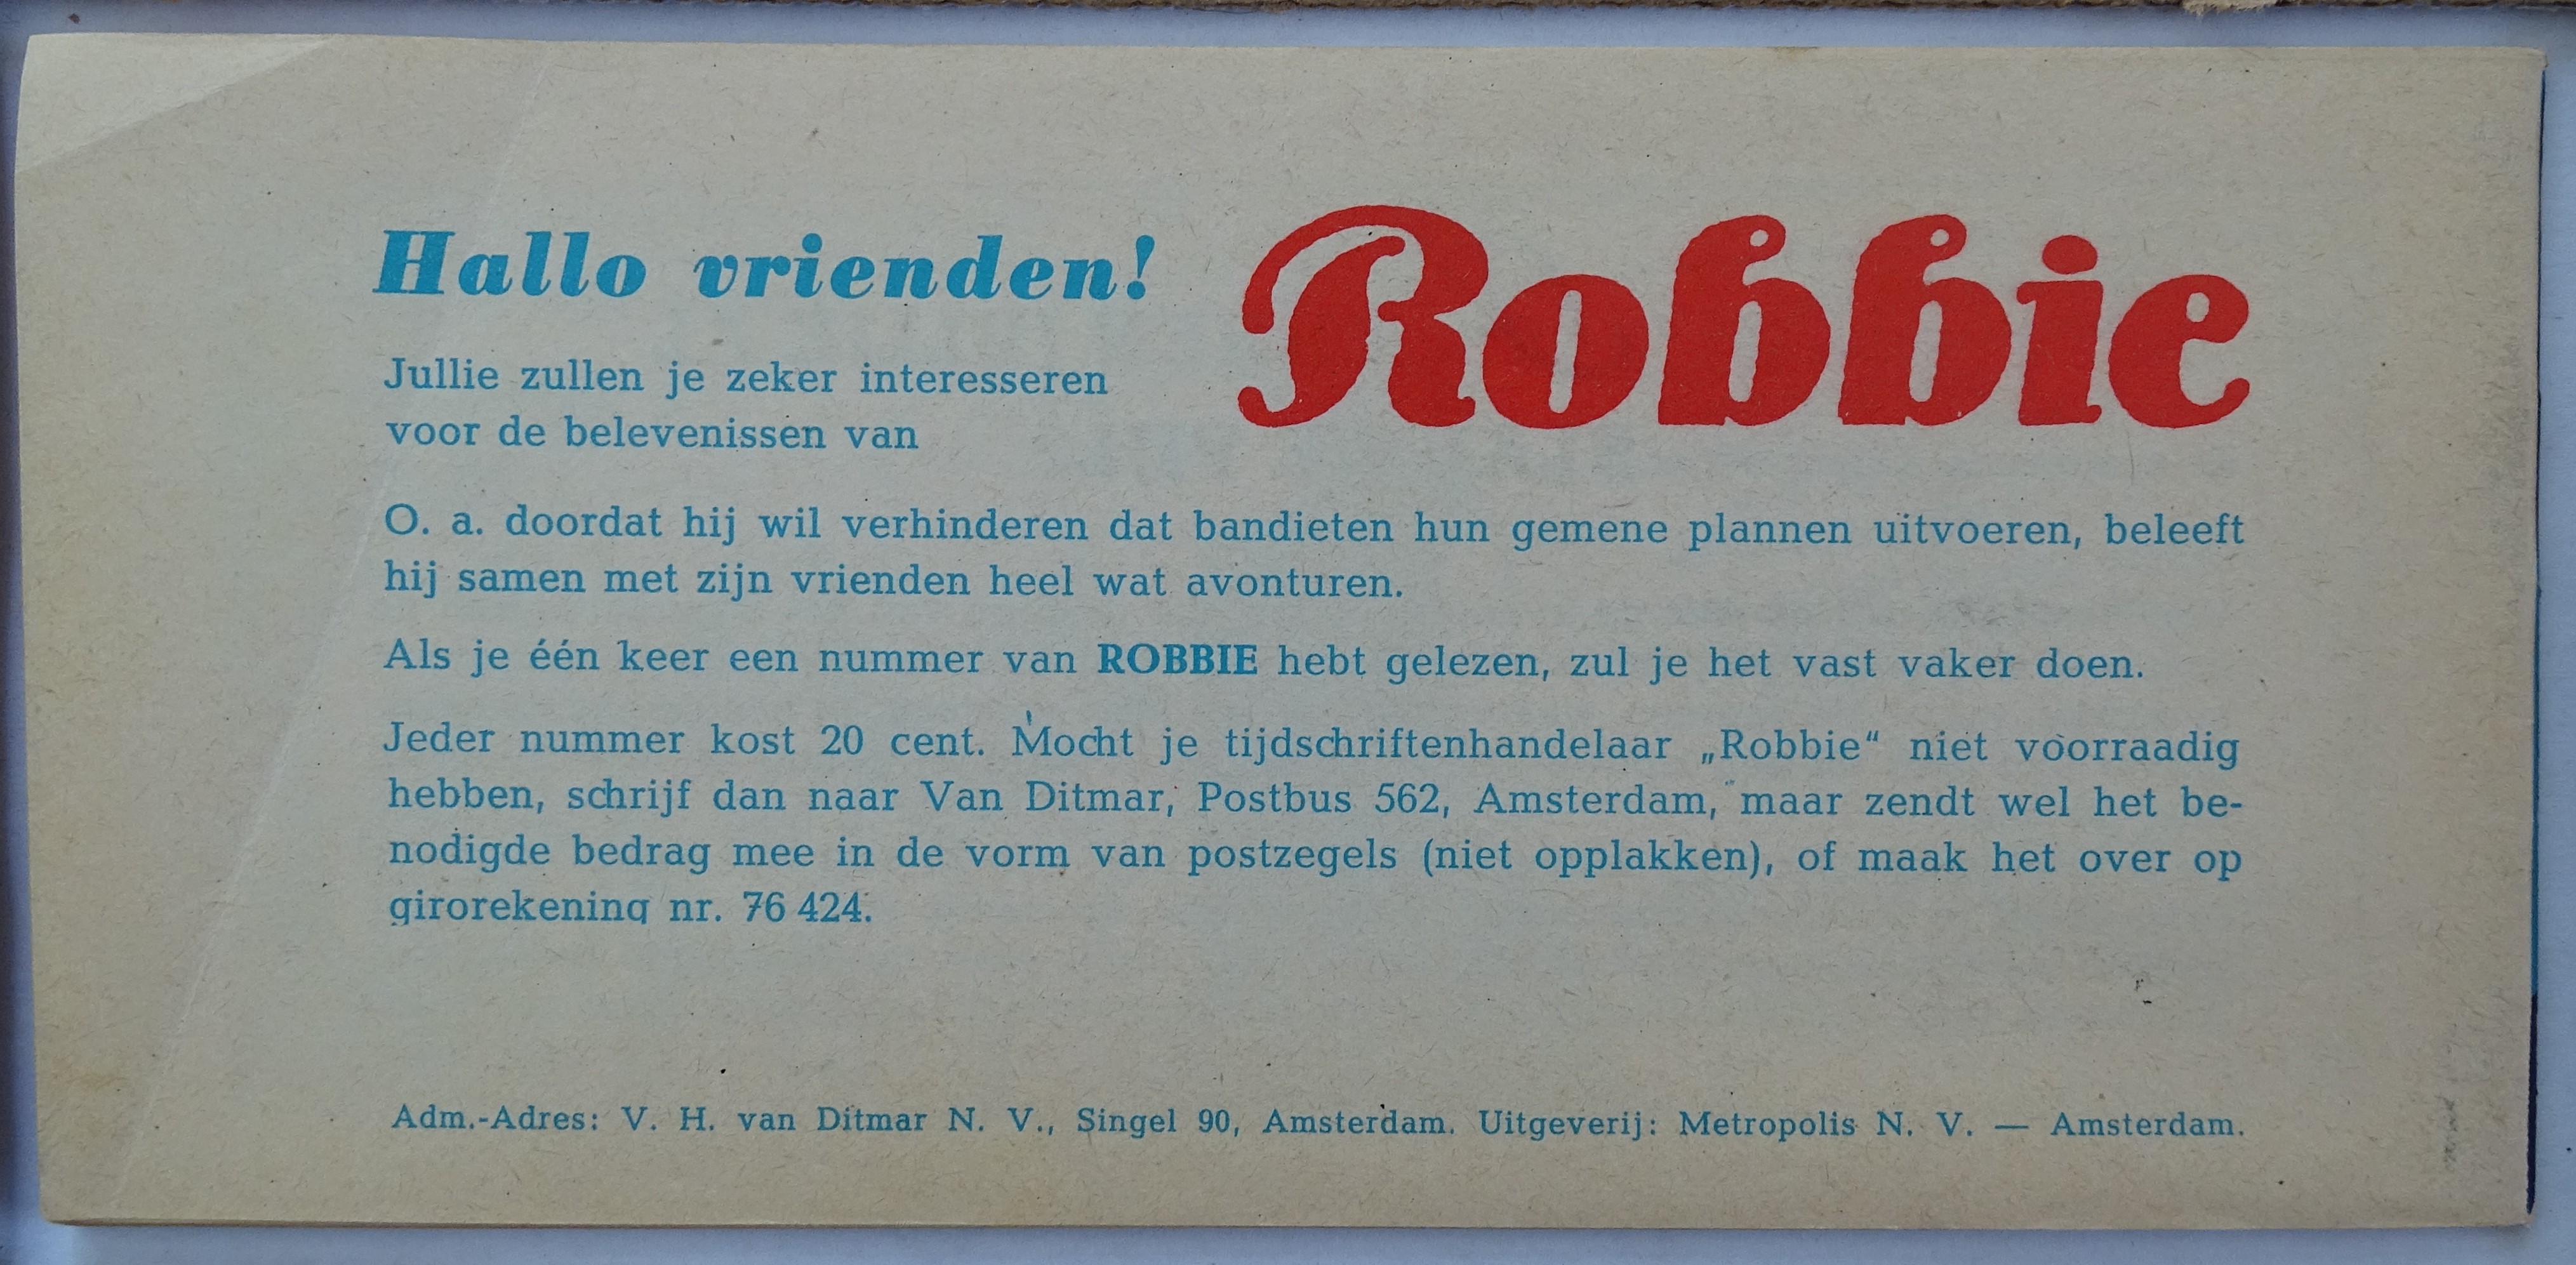 Hallo vrienden!
Robbie
Jullie zullen je zeker interesseren
voor de belevenissen van
O. a. doordat hij wil verhinderen dat bandieten hun gemene plannen uitvoeren, beleeft
hij samen met zijn vrienden heel wat avonturen.
Als je één keer een nummer van ROBBIE hebt gelezen, zul je het vast vaker doen.
Jeder nummer kost 20 cent. Mocht je tijdschriftenhandelaar „Robbie“ niet voorraadig
hebben, schrijf dan naar Van Ditmar, Postbus 562, Amsterdam, maar zendt wel het be-
nodigde bedrag mee in de vorm van postzegels (niet opplakken), of maak het over op
girorekening nr. 76 424.
Adm.-Adres: V. H. van Ditmar N. V., Singel 90, Amsterdam. Uitgeverij: Metropolis N. V. — Amsterdam.